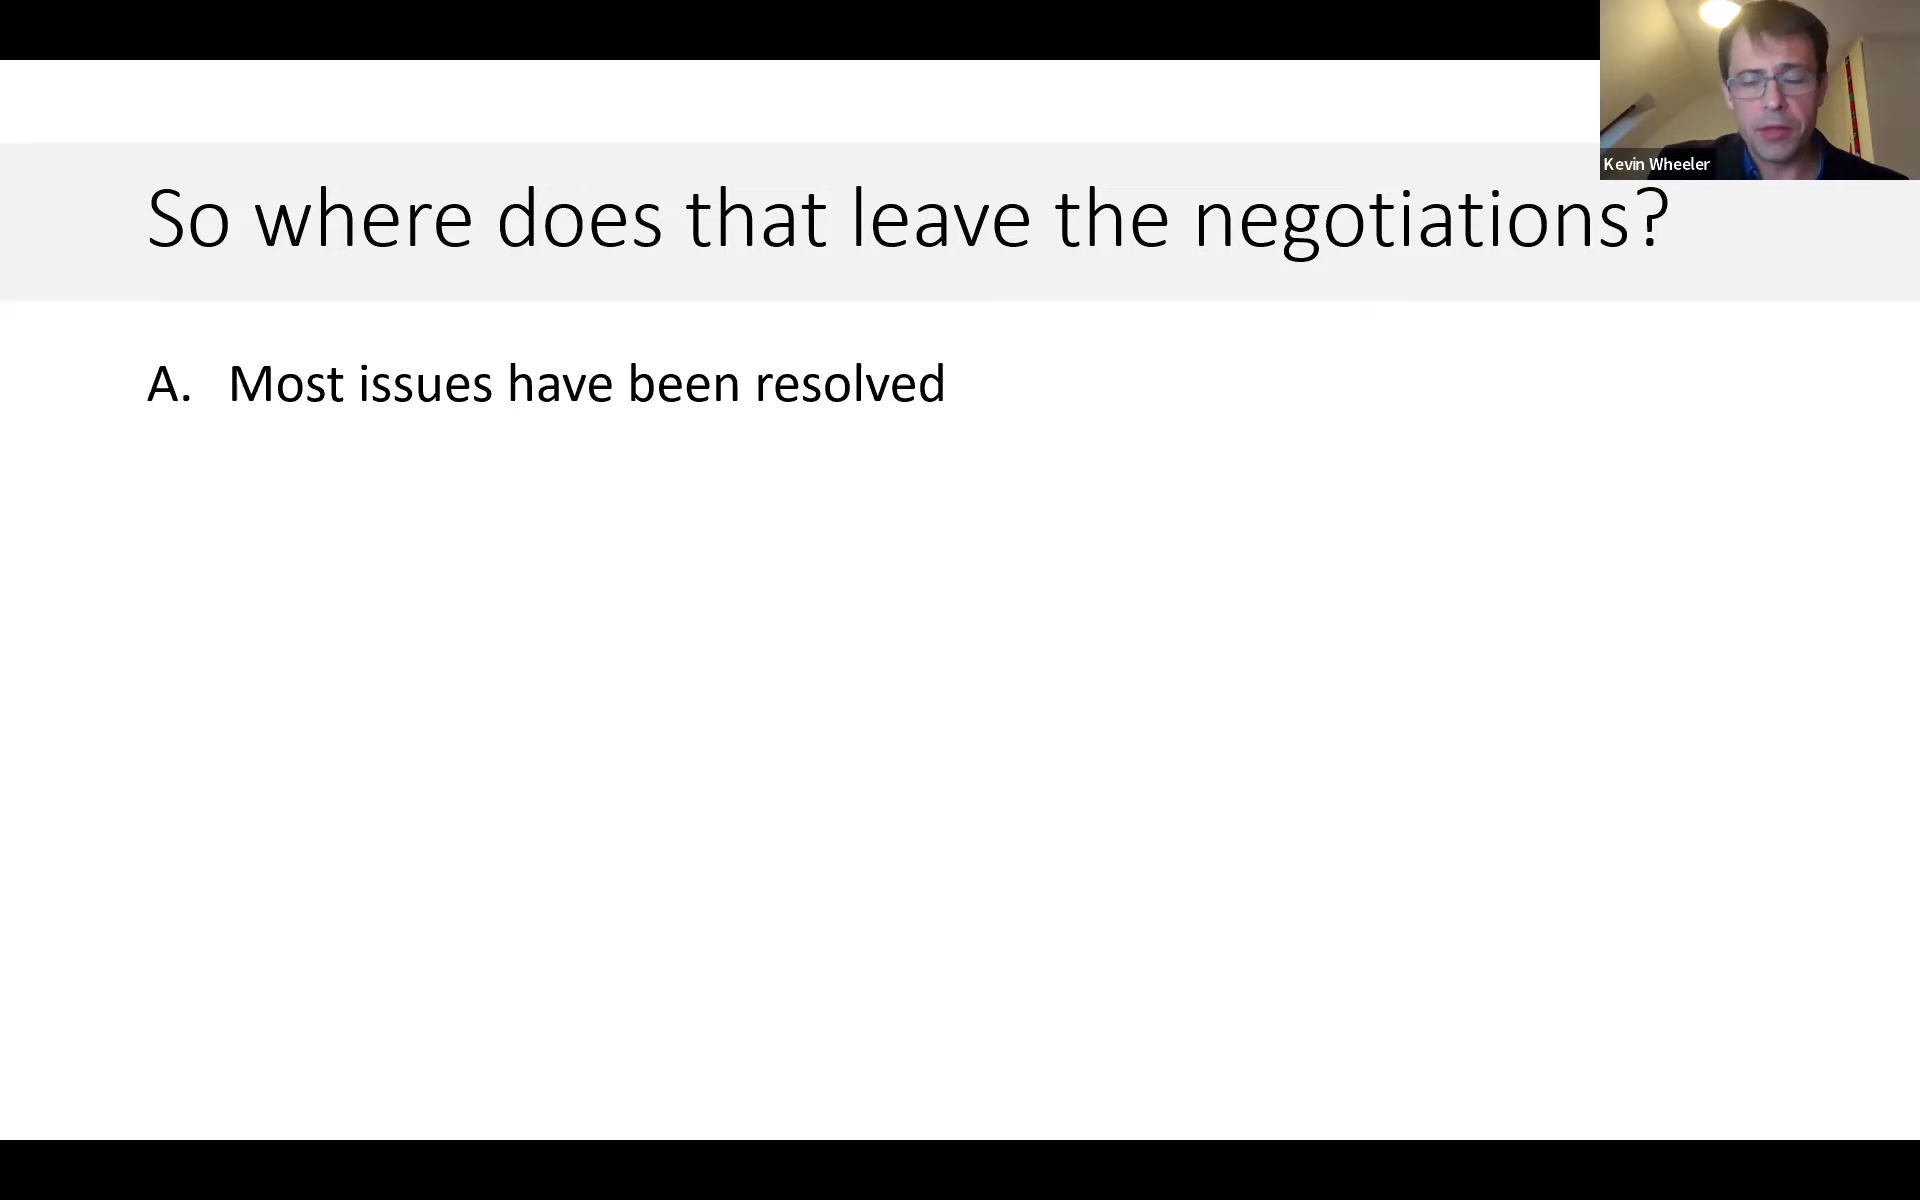 Kevin Wheeler
So where does that leave the negotiations?
A. Most issues have been resolved